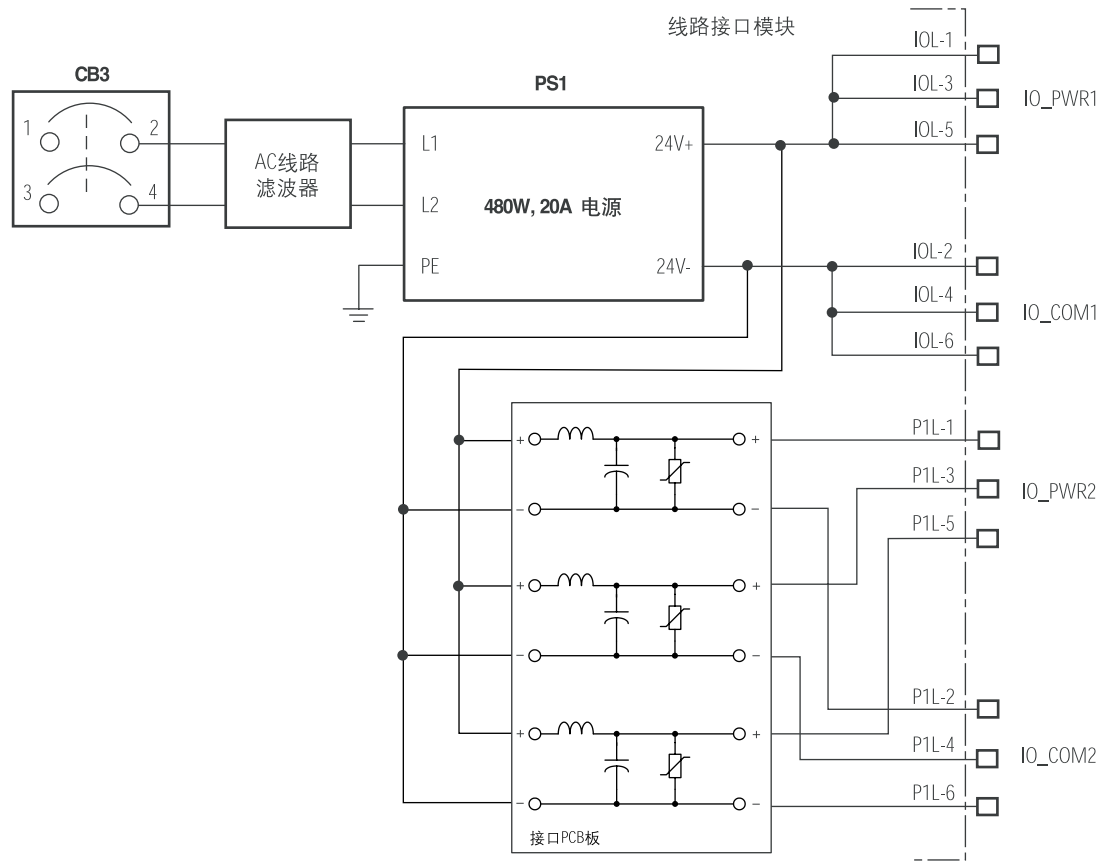 线路接口模块
CB3
1
2
3
4
AC线路
滤波器
PS1
L1
L2
PE
480W, 20A 电源
24V+
24V-
IOL-1
IOL-3
IOL-5
IO_PWR1
IOL-2
IOL-4
IOL-6
IO_COM1
+
+
-
-
+
+
-
-
+
+
-
-
接口PCB板
P1L-1
P1L-3
P1L-5
IO_PWR2
P1L-2
P1L-4
P1L-6
IO_COM2